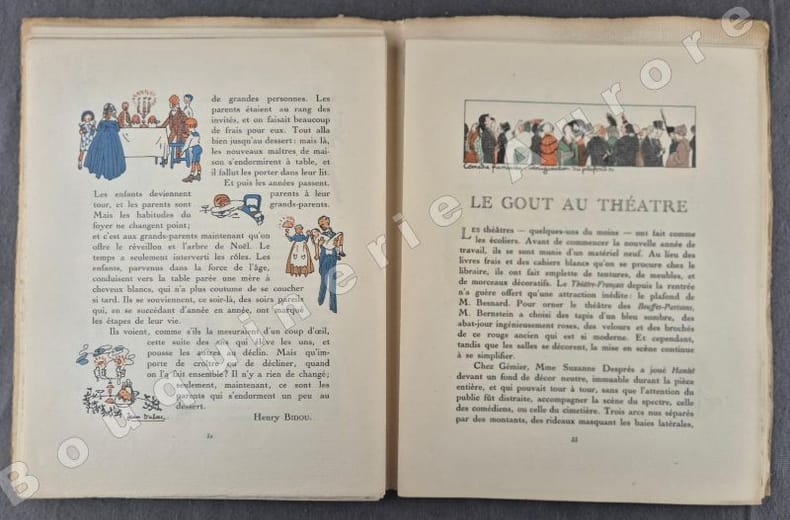 de grandes personnes. Les
parents étaient au rang des
invités, et on faisait beaucoup
de frais pour eux. Tout alla
bien jusqu'au dessert: mais là,
les nouveaux maîtres de mai-
son s'endormirent à table, et
il fallut les porter dans leur lit.
Et puis les années passent.
Les enfants deviennent
parents à leur
tour, et les parents sont
grands-parents.
Mais les habitudes du
foyer ne changent point;
et c'est aux grands-parents maintenant qu'on
offre le réveillon et l'arbre de Noël. Le
temps a seulement interverti les rôles. Les
enfants, parvenus dans la force de l'âge,
conduisent vers la table parée une mère à
cheveux blancs, qui n'a plus coutume de se coucher
si tard. Ils se souviennent, ce soir-là, des soirs pareils
qui, en se succédant d'année en année, ont marqué
les étapes de leur vie.
Ils voient, comme s'ils la mesuraient d'un coup d'œil,
cette suite des ans qui élève les uns, et
pousse les autres au déclin. Mais qu'im-
porte de croître ou de décliner, quand
on l'a fait ensemble? Il n'y a rien de changé;
seulement, maintenant, ce sont les
parents qui s'endorment un peu au
dessert.
Henry BIDOU.
LE GOUT AU THÉATRE
LES théâtres — quelques-uns du moins — ont fait comme
les écoliers. Avant de commencer la nouvelle année de
travail, ils se sont munis d'un matériel neuf. Au lieu des
livres frais et des cahiers blancs qu'on se procure chez le
libraire, ils ont fait emplette de tentures, de meubles, et
de morceaux décoratifs. Le Théâtre-Français depuis la rentrée
n'a guère offert qu'une attraction inédite: le plafond de
M. Besnard. Pour orner le théâtre des Bouffes-Parisiens,
M. Bernstein a choisi des tapis d'un bleu sombre, des
abat-jour ingénieusement roses, des velours et des brochés
de ce rouge ancien qui est si moderne. Et cependant,
tandis que les salles se décorent, la mise en scène continue
à se simplifier.
Chez Gémier, Mme Suzanne Desprès a joué Hamlet
devant un fond de décor neutre, immuable durant la pièce
entière, et qui pouvait tour à tour, sans que l'attention du
public fût distraite, accompagner la scène du spectre, celle
des comédiens, ou celle du cimetière. Trois arcs nus séparés
par des montants, des rideaux masquant les baies latérales,
33
Bouquinerie Aurore